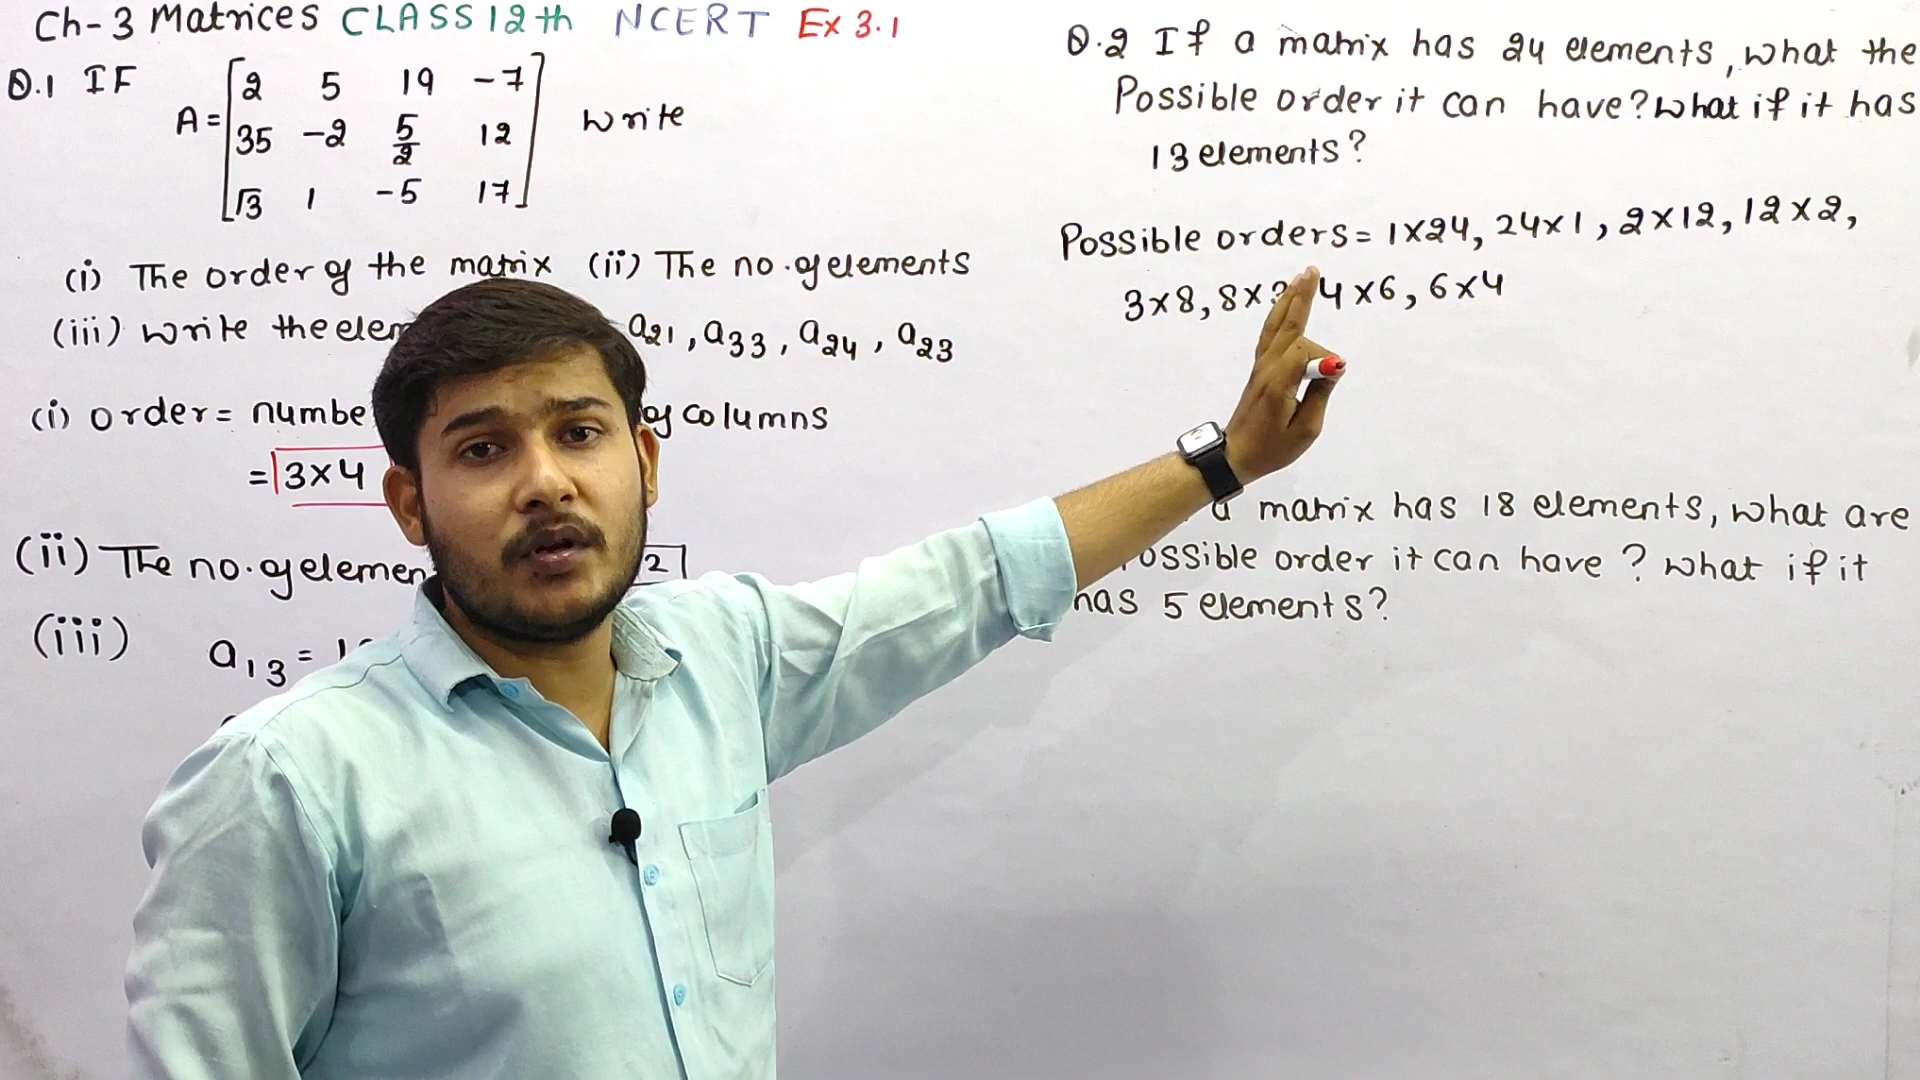 Ch-3 Matrices CLASS 12th NCERT Ex 3.1
Q.1 IF
A = [2 5 19 -7
35 -2 5/2 12
√3 1 -5 17] write
(i) The order of the matrix (ii) The no. of elements
(iii) write the a21, a33, a24, a23
(i) order = of columns
= 3×4
(ii) The no. of 2
(iii) a13 =
Q.2 If a matrix has 24 elements, what the
Possible order it can have? what if it has
13 elements?
Possible orders = 1×24, 24×1, 2×12, 12×2,
3×8, 8× 4×6, 6×4
a matrix has 18 elements, what are
order it can have? what if it
has 5 elements?